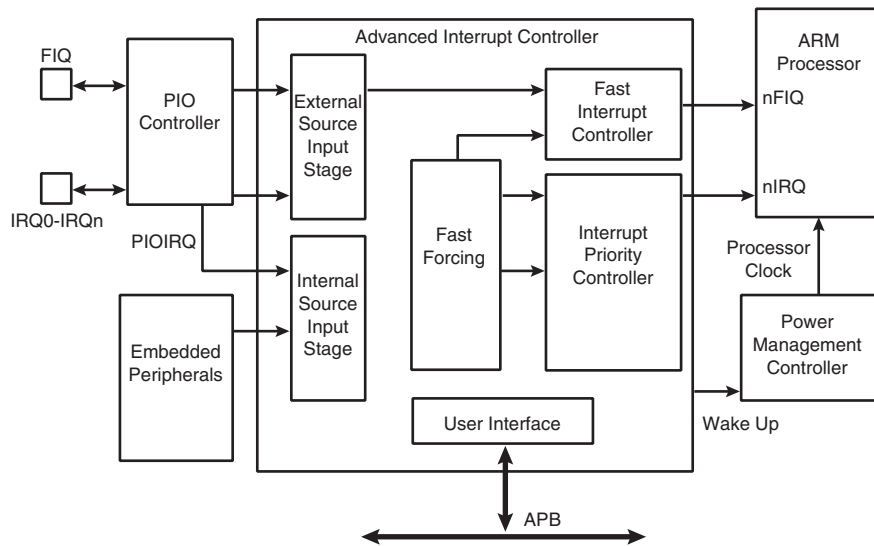 Advanced Interrupt Controller
FIQ
PIO
Controller
IRQ0-IRQn
PIOIRQ
Embedded
Peripherals
External
Source
Input
Stage
Internal
Source
Input
Stage
Fast
Forcing
Fast
Interrupt
Controller
Interrupt
Priority
Controller
User Interface
APB
ARM
Processor
nFIQ
nIRQ
Processor
Clock
Power
Management
Controller
Wake Up